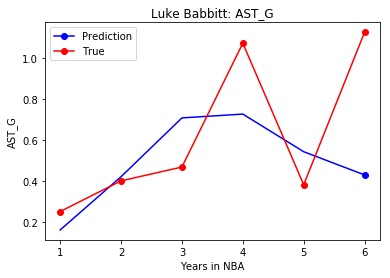 Luke Babbitt: AST_G
Prediction
True
AST_G
1.0
0.8
0.6
0.4
0.2
1 2 3 4 5 6
Years in NBA